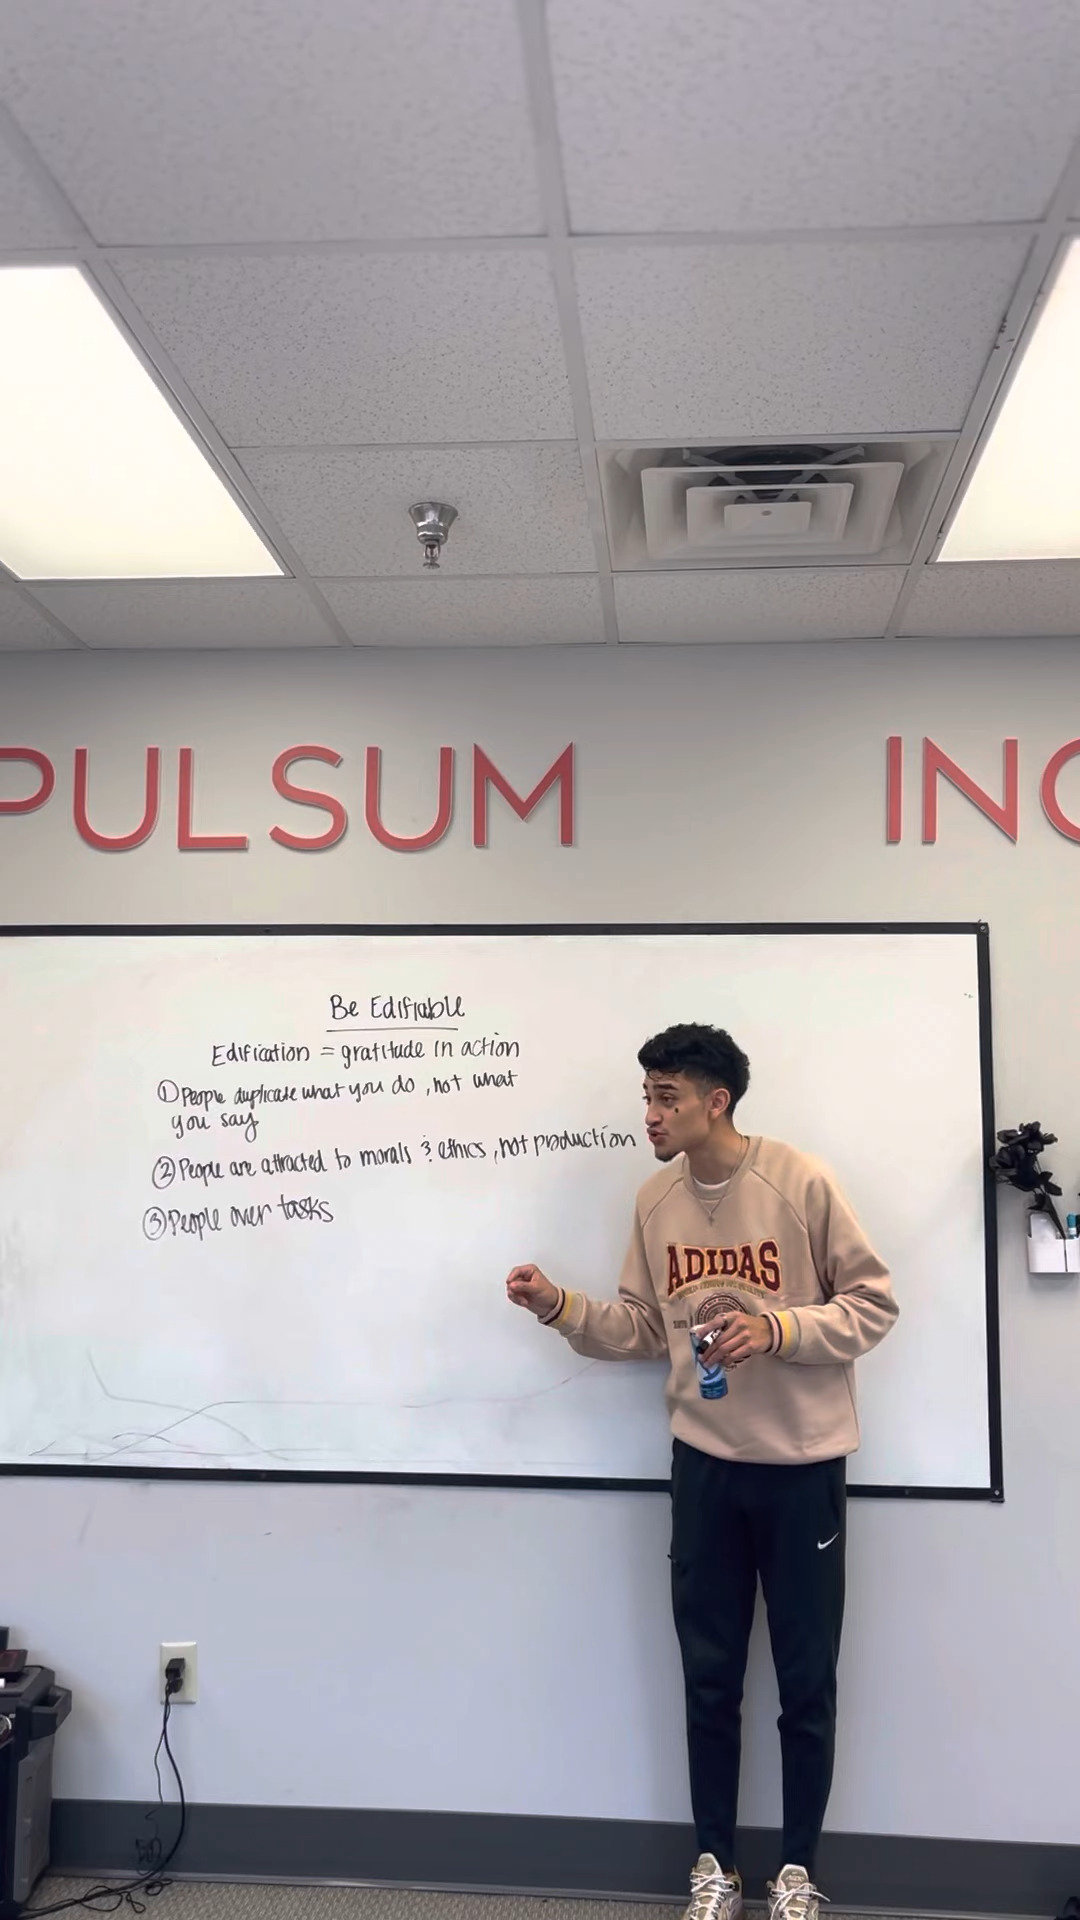 PULSUM INC
Be Edifiable
Edification = gratitude in action
① People duplicate what you do, not what
you say
② People are attracted to morals & ethics, not production
③ People over tasks
ADIDAS